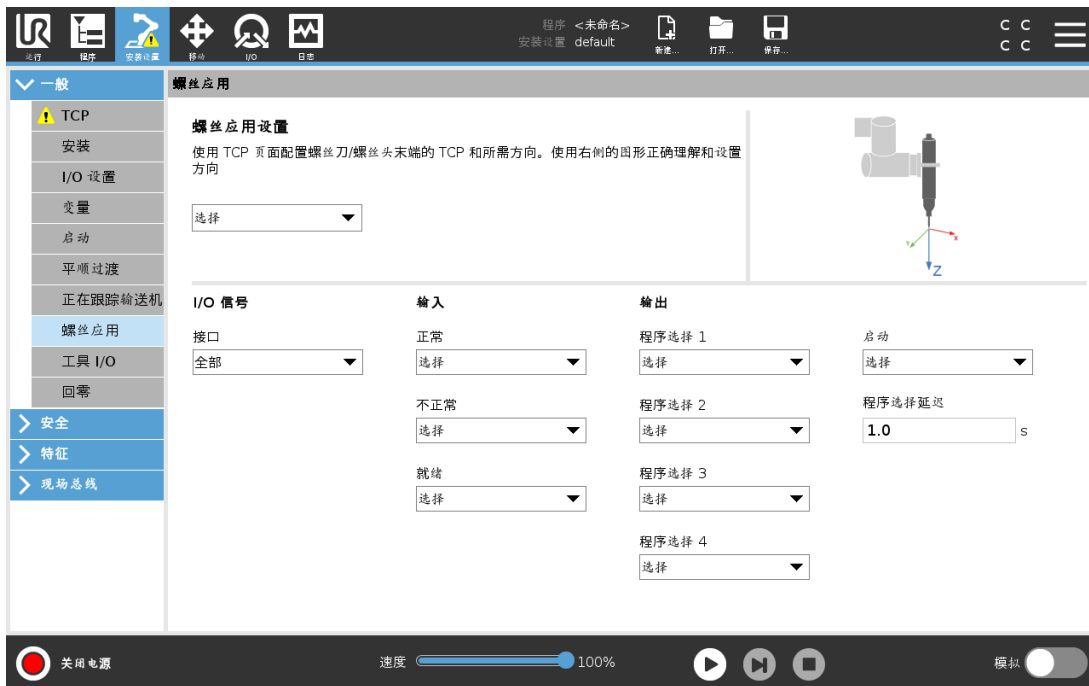 程序 <未命名>
安装设置 default
C C
C C
UR
运行
程序
安装设置
移动
I/O
日志
新建...
打开...
保存...
一般
TCP
安装
I/O 设置
变量
启动
平顺过渡
正在跟踪输送机
螺丝应用
工具 I/O
回零
安全
特征
现场总线
螺丝应用
螺丝应用设置
使用 TCP 页面配置螺丝刀/螺丝头末端的 TCP 和所需方向。使用右侧的图形正确理解和设置
方向
选择
Y
X
Z
I/O 信号
接口
全部
输入
正常
选择
不正常
选择
就绪
选择
输出
程序选择 1
选择
程序选择 2
选择
程序选择 3
选择
程序选择 4
选择
启动
选择
程序选择延迟
1.0 s
关闭电源
速度 100%
模拟